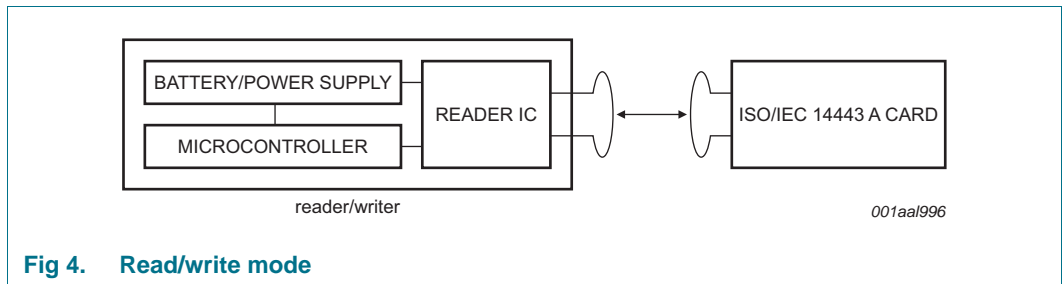 BATTERY/POWER SUPPLY
MICROCONTROLLER
READER IC
ISO/IEC 14443 A CARD
reader/writer
001aal996
Fig 4. Read/write mode